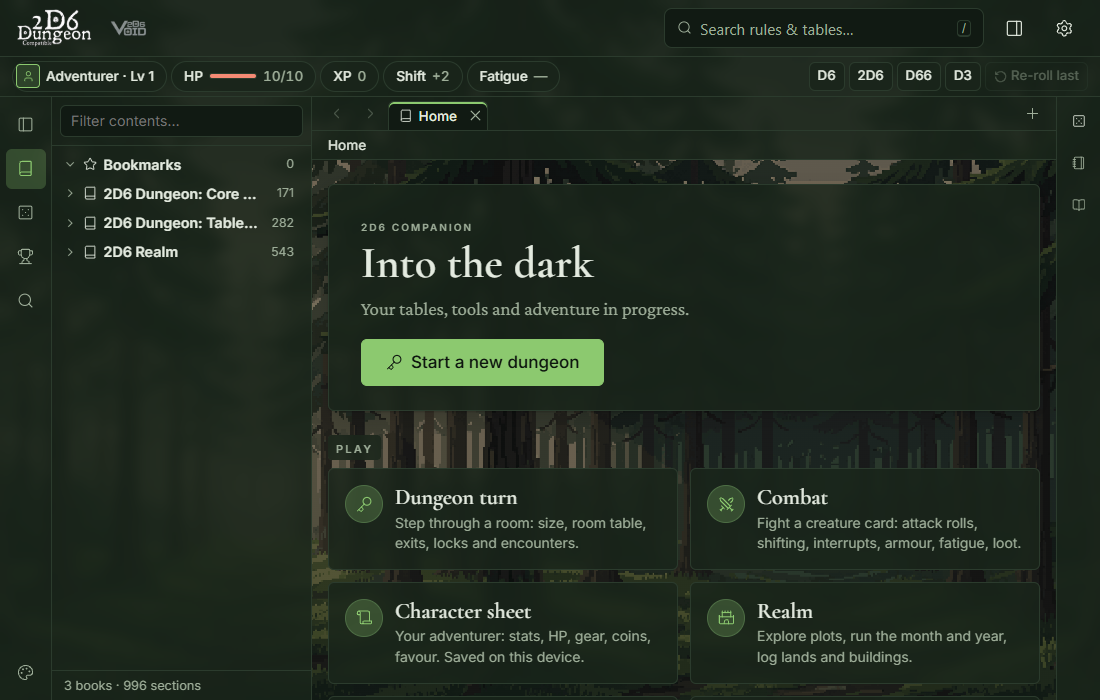 2D6
Dungeon
Compatible
2D6
VOID
Search rules & tables...
/
Adventurer · Lv 1
HP
10/10
XP 0
Shift +2
Fatigue —
D6
2D6
D66
D3
Re-roll last
Filter contents...
Home
Home
Bookmarks
0
2D6 Dungeon: Core ...
171
2D6 Dungeon: Table...
282
2D6 Realm
543
2D6 COMPANION
Into the dark
Your tables, tools and adventure in progress.
Start a new dungeon
PLAY
Dungeon turn
Step through a room: size, room table,
exits, locks and encounters.
Combat
Fight a creature card: attack rolls,
shifting, interrupts, armour, fatigue, loot.
Character sheet
Your adventurer: stats, HP, gear, coins,
favour. Saved on this device.
Realm
Explore plots, run the month and year,
log lands and buildings.
3 books · 996 sections